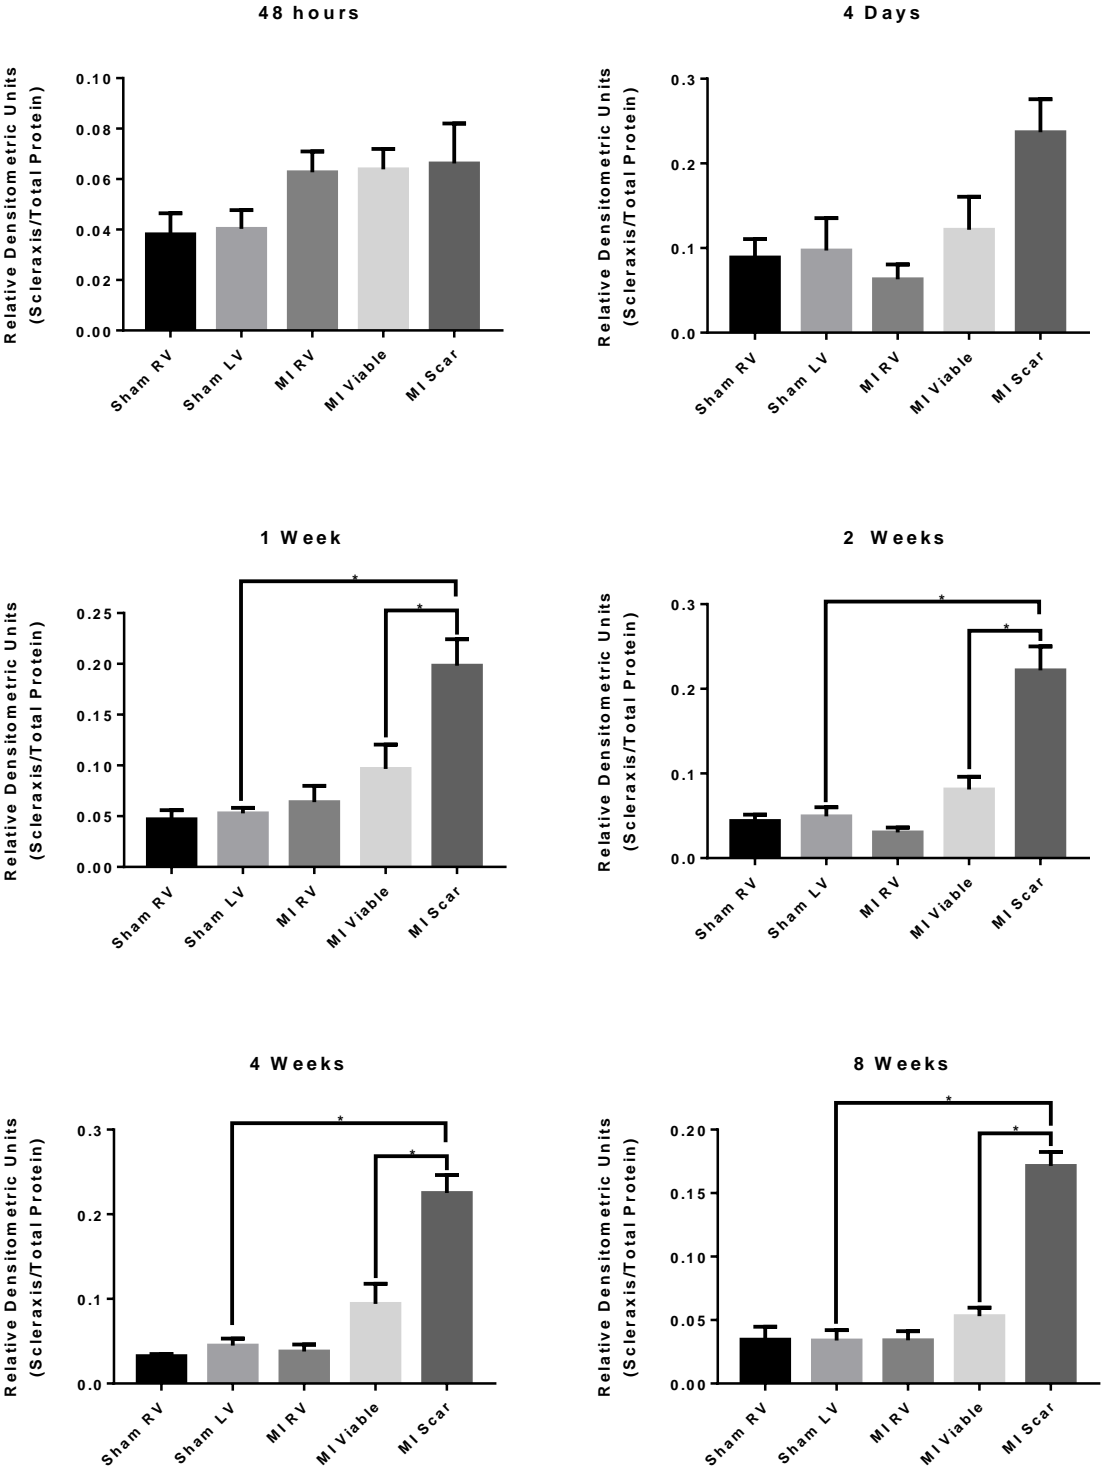 48 hours
Relative Densitometric Units
(Scleraxis/Total Protein)
0.10
0.08
0.06
0.04
0.02
0.00
Sham RV
Sham LV
MI RV
MI Viable
MI Scar
4 Days
Relative Densitometric Units
(Scleraxis/Total Protein)
0.3
0.2
0.1
0.0
Sham RV
Sham LV
MI RV
MI Viable
MI Scar
1 Week
Relative Densitometric Units
(Scleraxis/Total Protein)
*
*
0.25
0.20
0.15
0.10
0.05
0.00
Sham RV
Sham LV
MI RV
MI Viable
MI Scar
2 Weeks
Relative Densitometric Units
(Scleraxis/Total Protein)
*
*
0.3
0.2
0.1
0.0
Sham RV
Sham LV
MI RV
MI Viable
MI Scar
4 Weeks
Relative Densitometric Units
(Scleraxis/Total Protein)
*
*
0.3
0.2
0.1
0.0
Sham RV
Sham LV
MI RV
MI Viable
MI Scar
8 Weeks
Relative Densitometric Units
(Scleraxis/Total Protein)
*
*
0.20
0.15
0.10
0.05
0.00
Sham RV
Sham LV
MI RV
MI Viable
MI Scar